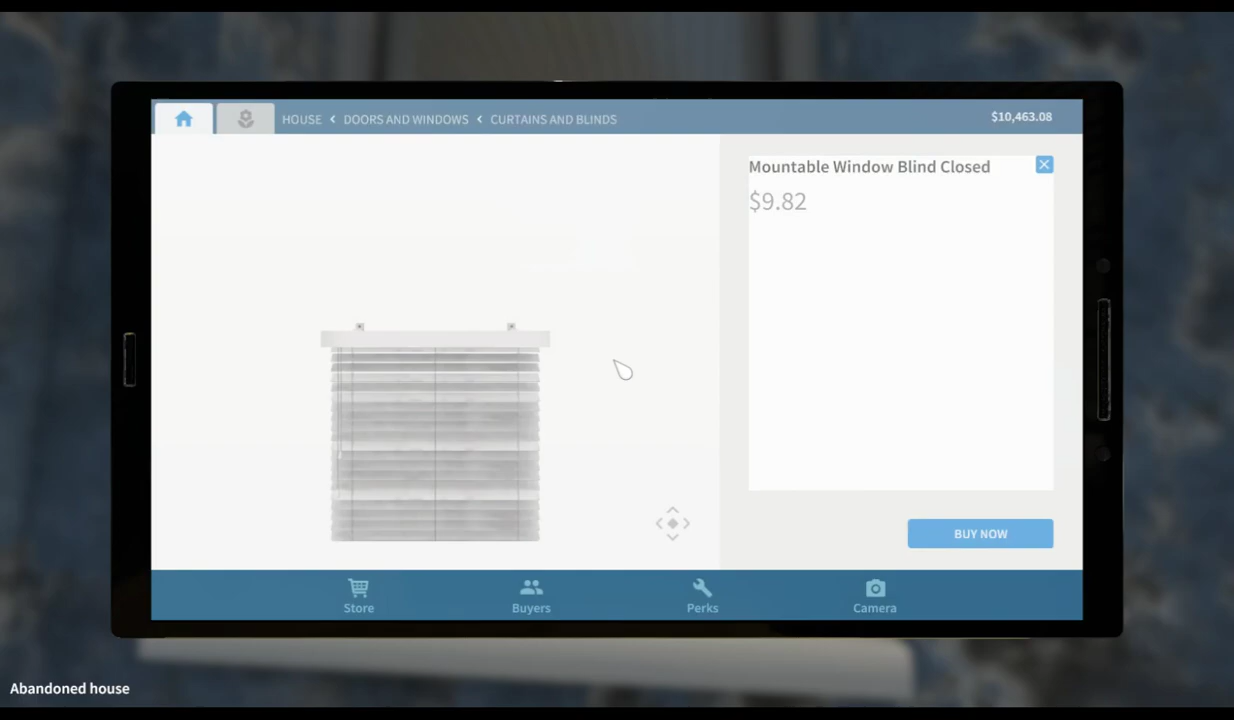 HOUSE < DOORS AND WINDOWS < CURTAINS AND BLINDS
$10,463.08
Mountable Window Blind Closed
$9.82
BUY NOW
Store
Buyers
Perks
Camera
Abandoned house